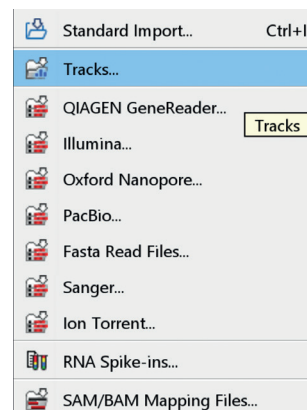 Standard Import... Ctrl+I
Tracks...
QIAGEN GeneReader...
Tracks
Illumina...
Oxford Nanopore...
PacBio...
Fasta Read Files...
Sanger...
Ion Torrent...
RNA Spike-ins...
SAM/BAM Mapping Files...